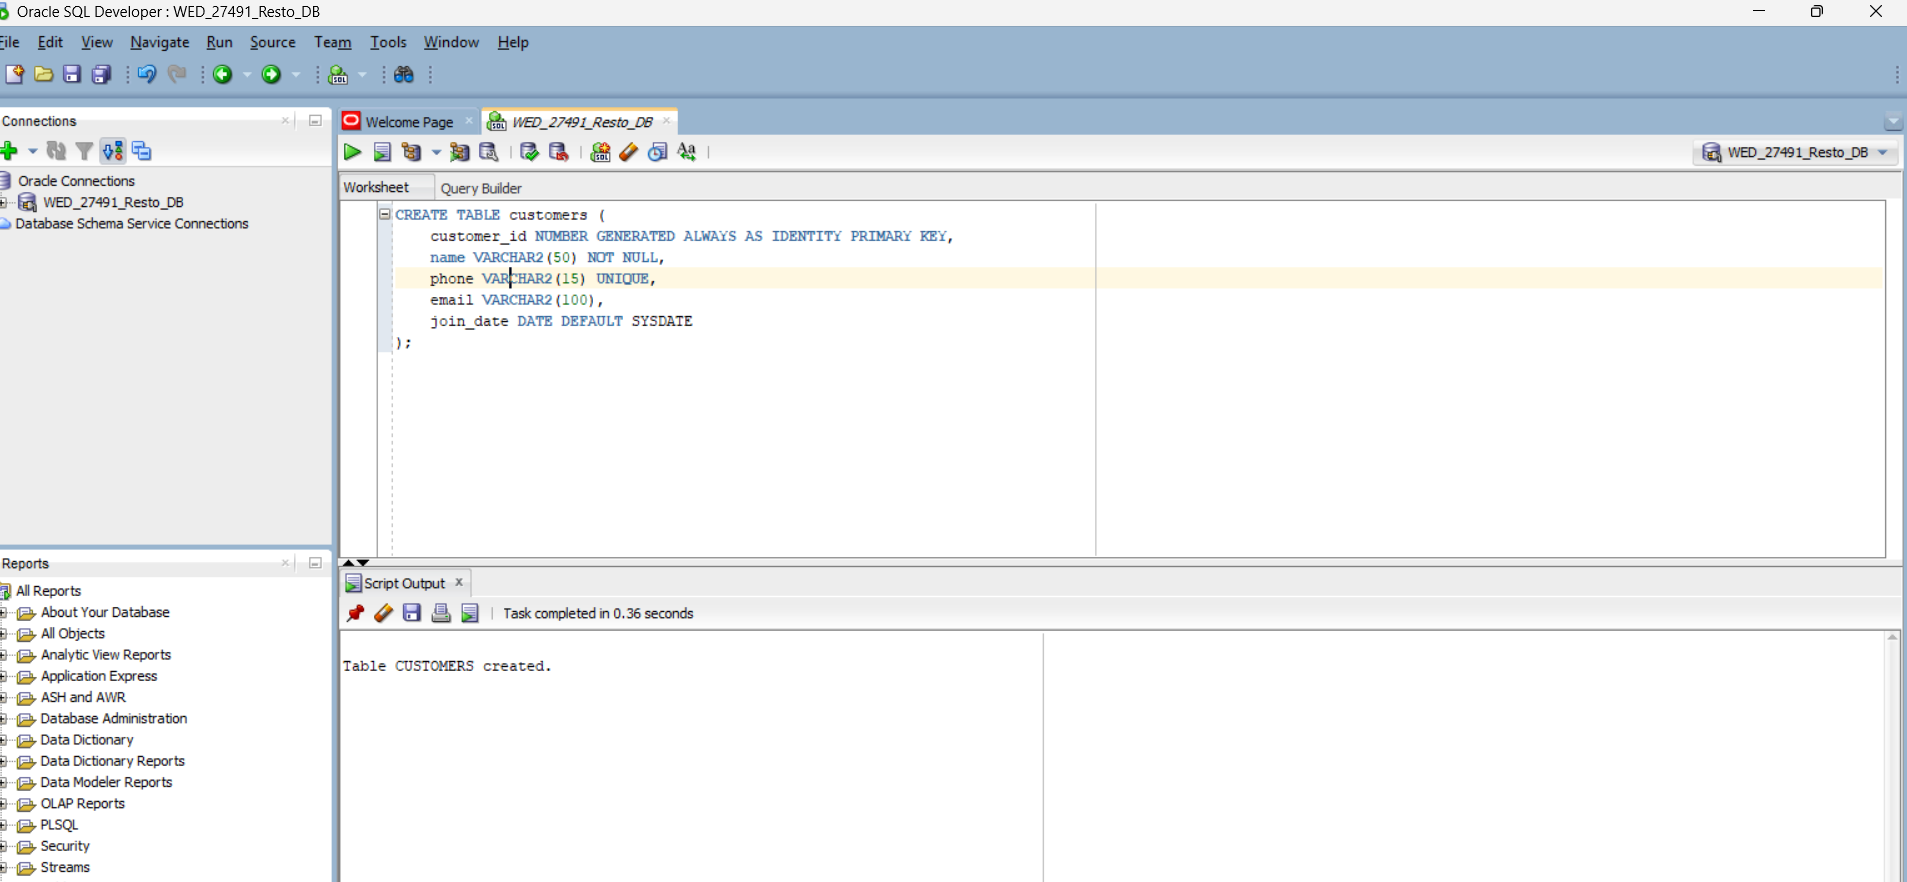 Oracle SQL Developer : WED_27491_Resto_DB
File Edit View Navigate Run Source Team Tools Window Help
Connections
Oracle Connections
WED_27491_Resto_DB
Database Schema Service Connections
Welcome Page
WED_27491_Resto_DB
WED_27491_Resto_DB
Worksheet
Query Builder
CREATE TABLE customers (
customer_id NUMBER GENERATED ALWAYS AS IDENTITY PRIMARY KEY,
name VARCHAR2(50) NOT NULL,
phone VARCHAR2(15) UNIQUE,
email VARCHAR2(100),
join_date DATE DEFAULT SYSDATE
);
Reports
All Reports
About Your Database
All Objects
Analytic View Reports
Application Express
ASH and AWR
Database Administration
Data Dictionary
Data Dictionary Reports
Data Modeler Reports
OLAP Reports
PLSQL
Security
Streams
Script Output
Task completed in 0.36 seconds
Table CUSTOMERS created.